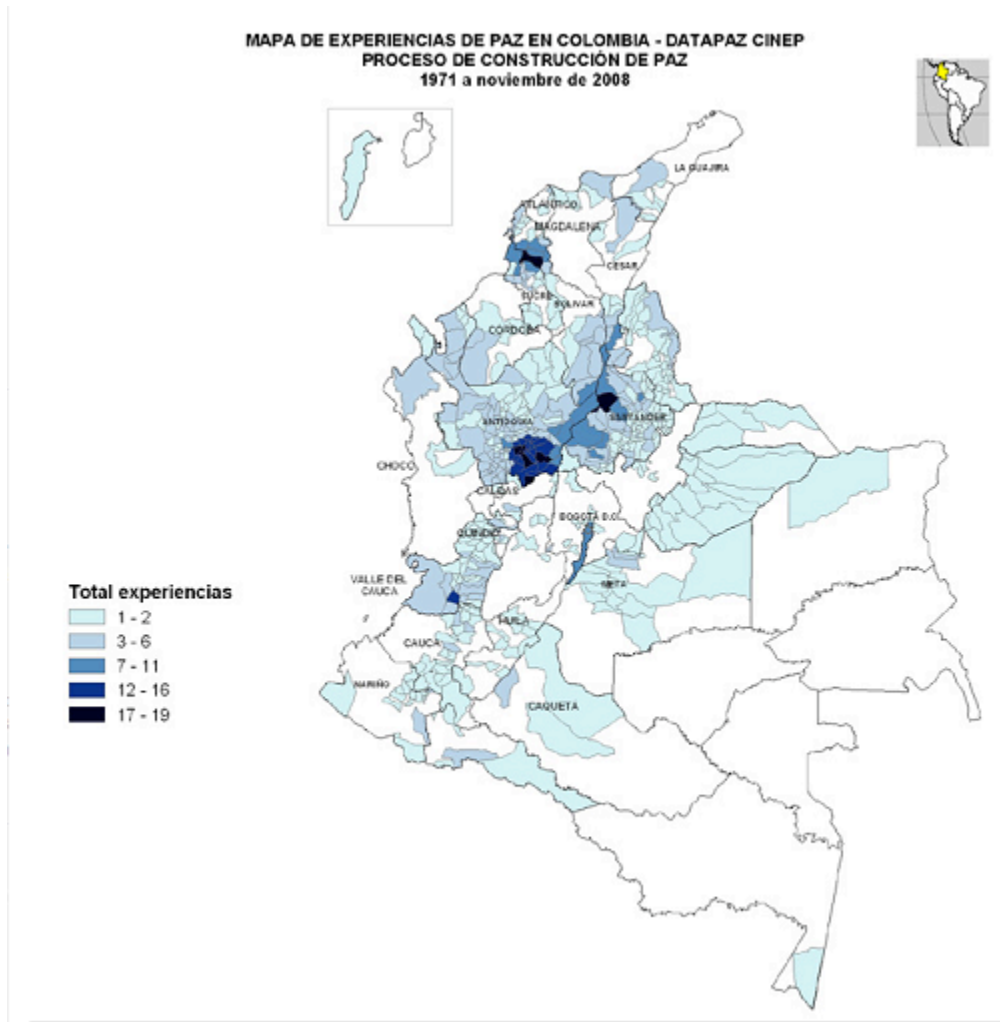 MAPA DE EXPERIENCIAS DE PAZ EN COLOMBIA - DATAPAZ CINEP
PROCESO DE CONSTRUCCIÓN DE PAZ
1971 a noviembre de 2008
LA GUAJIRA
ATLANTICO
MAGDALENA
CESAR
SUCRE
BOLIVAR
CORDOBA
ANTIOQUIA
SANTANDER
CHOCO
CALDAS
BOGOTÁ D.C.
QUINDIO
VALLE DEL
CAUCA
META
HUILA
CAUCA
NARIÑO
CAQUETA
Total experiencias
1 - 2
3 - 6
7 - 11
12 - 16
17 - 19